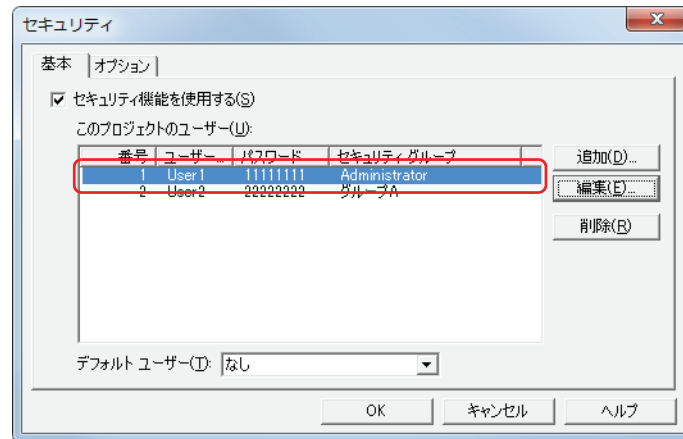 セキュリティ
基本 オプション
セキュリティ機能を使用する(S)
このプロジェクトのユーザー(U):
番号 ユーザー... パスワード セキュリティ グループ
1 User1 11111111 Administrator
2 User2 22222222 グループA
追加(D)...
編集(E)...
削除(R)
デフォルト ユーザー(T): なし
OK キャンセル ヘルプ